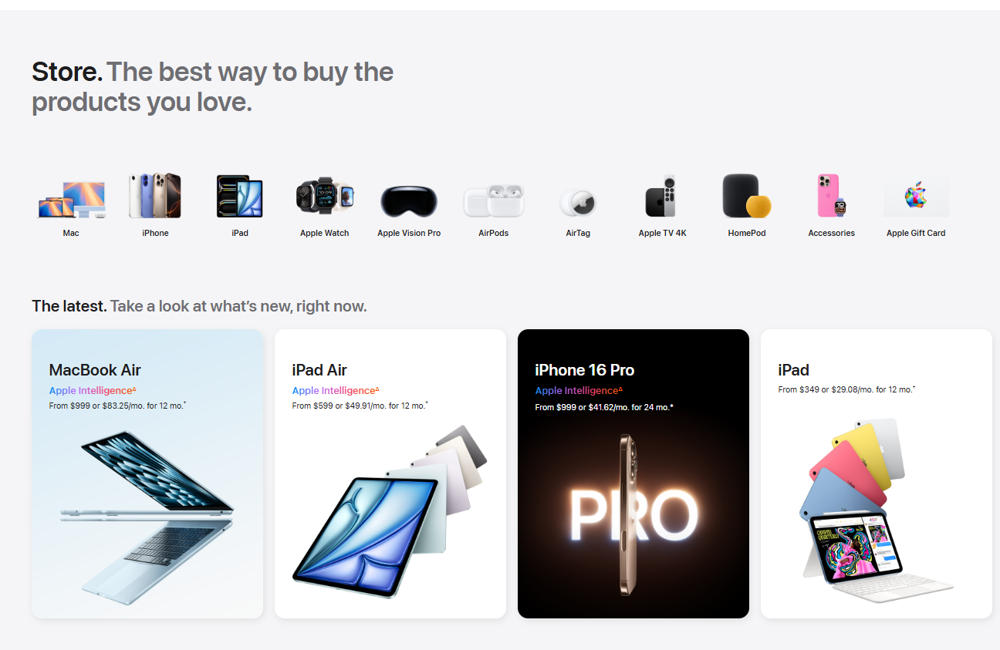 Store. The best way to buy the
products you love.
Mac
iPhone
iPad
Apple Watch
Apple Vision Pro
AirPods
AirTag
Apple TV 4K
HomePod
Accessories
Apple Gift Card
The latest. Take a look at what's new, right now.
MacBook Air
Apple Intelligence∆
From $999 or $83.25/mo. for 12 mo.†
iPad Air
Apple Intelligence∆
From $599 or $49.91/mo. for 12 mo.†
iPhone 16 Pro
Apple Intelligence∆
From $999 or $41.62/mo. for 24 mo.*
PRO
iPad
From $349 or $29.08/mo. for 12 mo.†